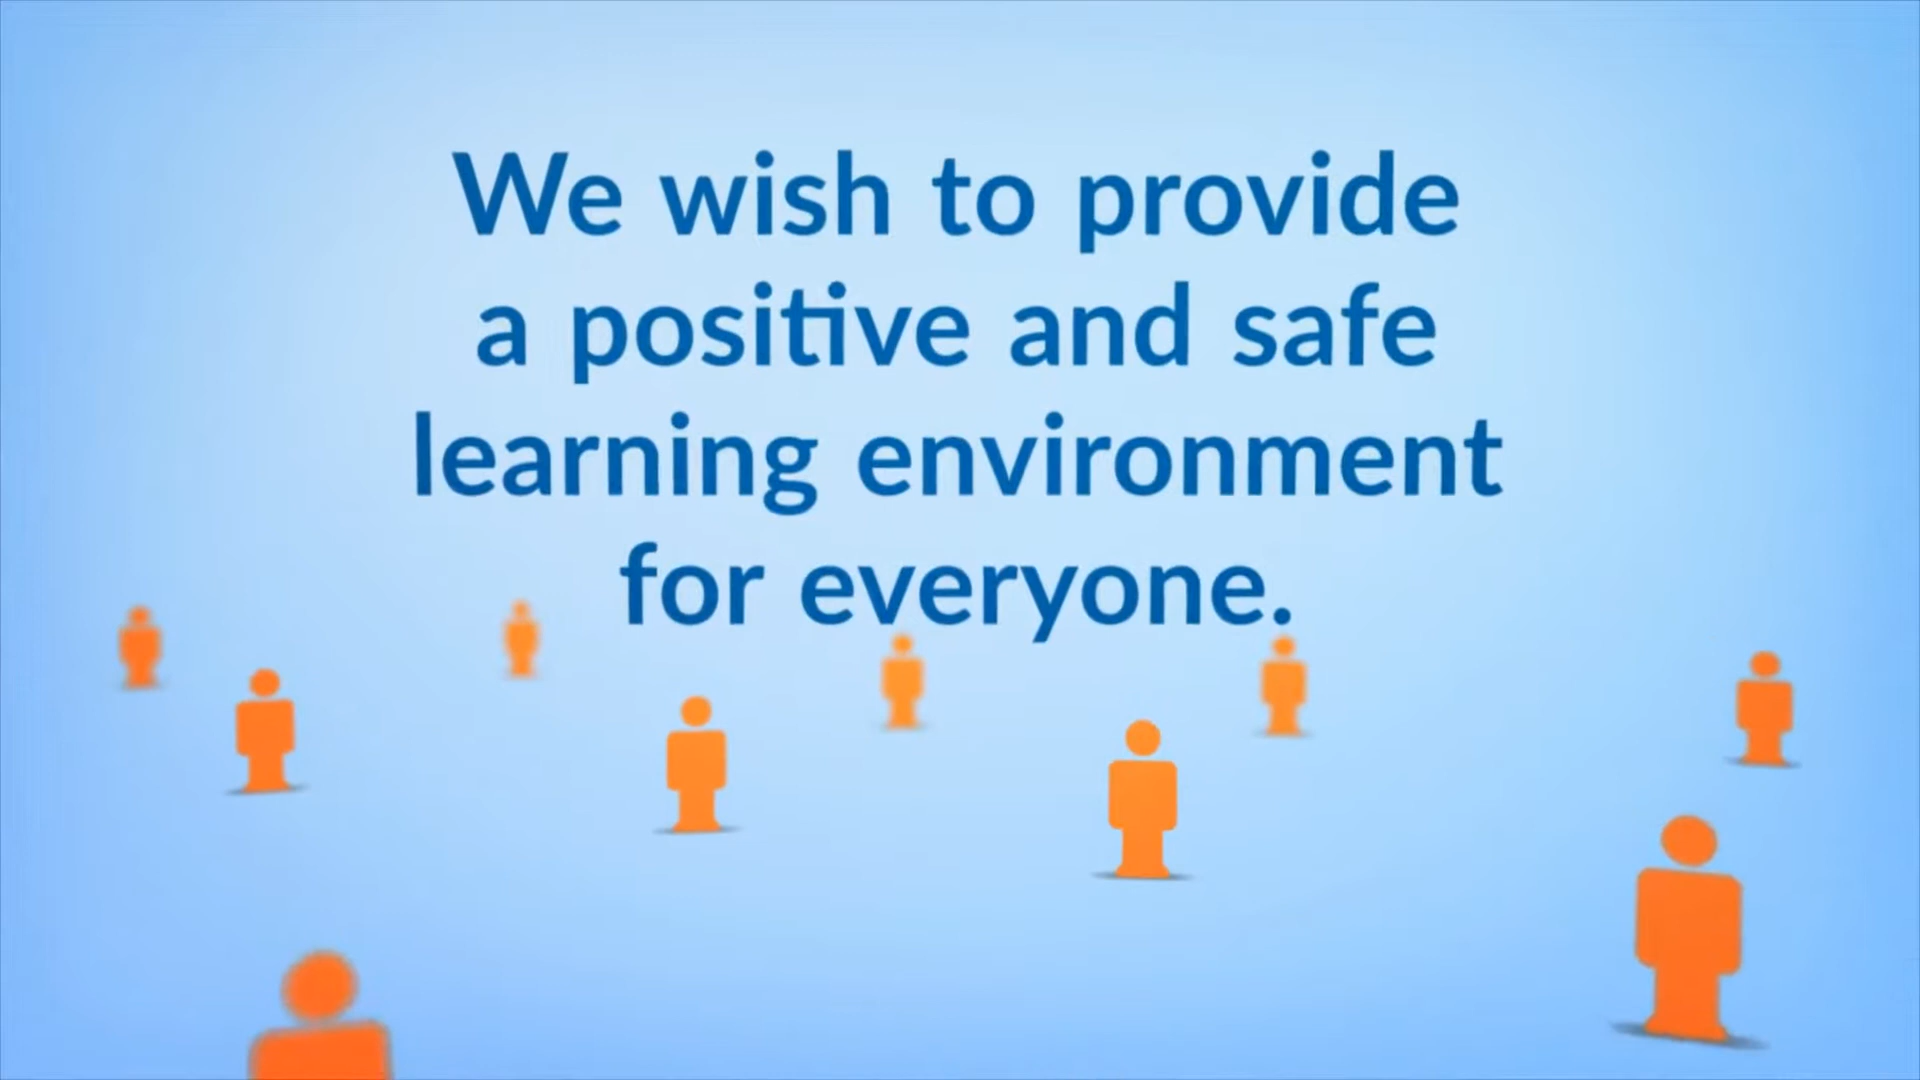 We wish to provide
a positive and safe
learning environment
for everyone.